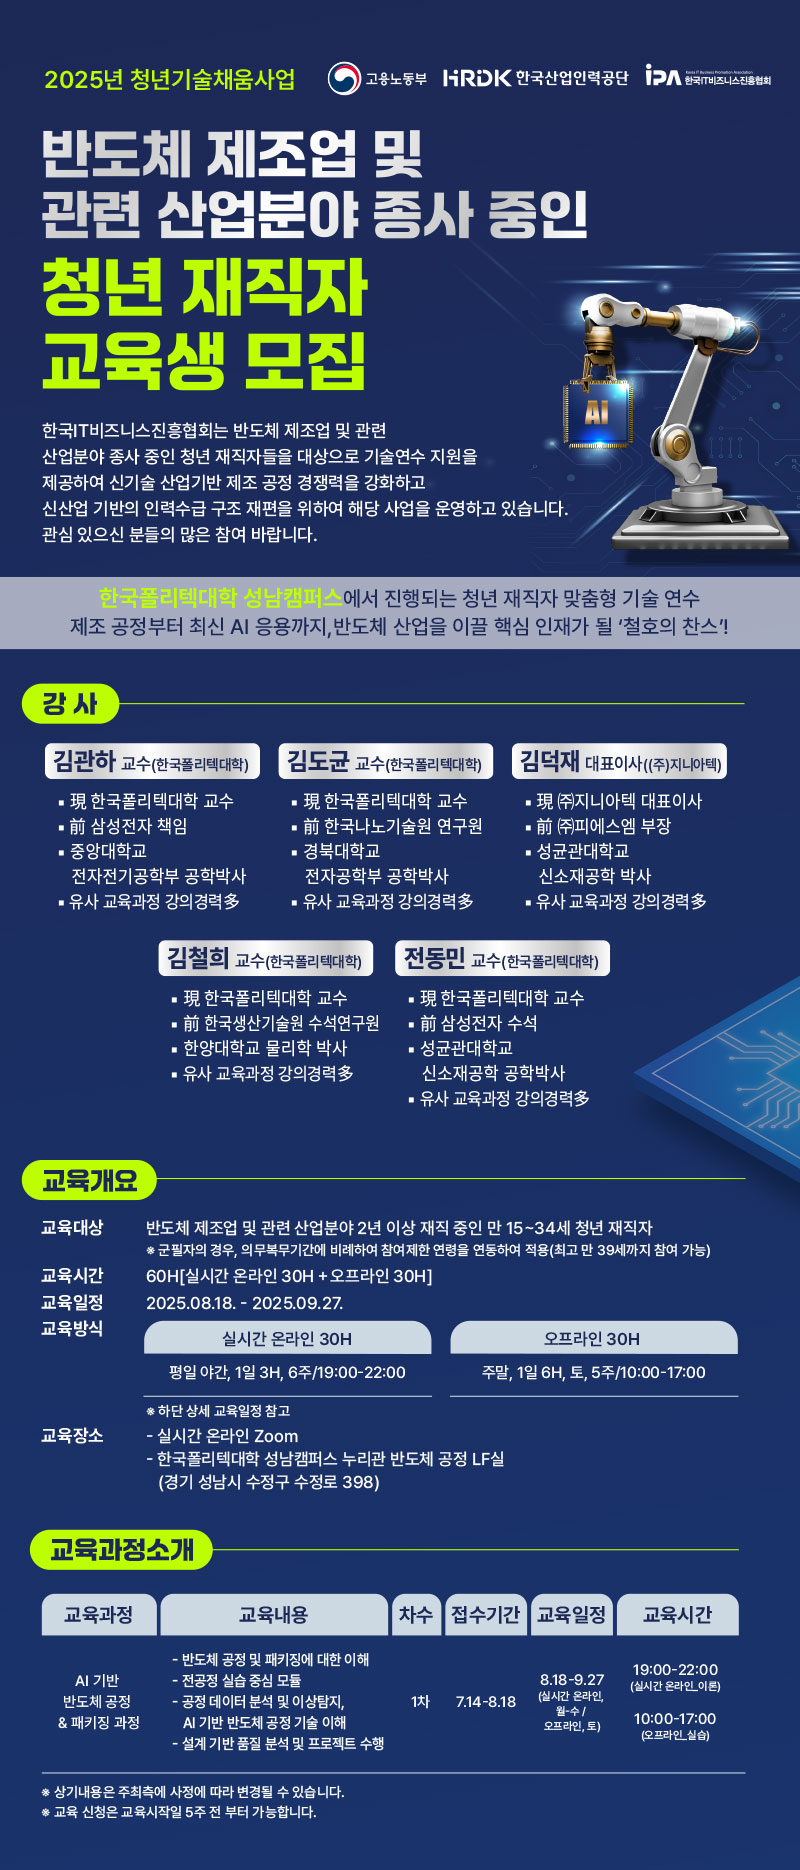 2025년 청년기술채움사업
고용노동부
HRDK 한국산업인력공단
iPA 한국IT비즈니스진흥협회
반도체 제조업 및
관련 산업분야 종사 중인
청년 재직자
교육생 모집
AI
한국IT비즈니스진흥협회는 반도체 제조업 및 관련
산업분야 종사 중인 청년 재직자들을 대상으로 기술연수 지원을
제공하여 신기술 산업기반 제조 공정 경쟁력을 강화하고
신산업 기반의 인력수급 구조 재편을 위하여 해당 사업을 운영하고 있습니다.
관심 있으신 분들의 많은 참여 바랍니다.
한국폴리텍대학 성남캠퍼스에서 진행되는 청년 재직자 맞춤형 기술 연수
제조 공정부터 최신 AI 응용까지,반도체 산업을 이끌 핵심 인재가 될 ‘철호의 찬스’!
강 사
김관하 교수(한국폴리텍대학)
▪ 現 한국폴리텍대학 교수
▪ 前 삼성전자 책임
▪ 중앙대학교
전자전기공학부 공학박사
▪ 유사 교육과정 강의경력多
김도균 교수(한국폴리텍대학)
▪ 現 한국폴리텍대학 교수
▪ 前 한국나노기술원 연구원
▪ 경북대학교
전자공학부 공학박사
▪ 유사 교육과정 강의경력多
김덕재 대표이사((주)지니아텍)
▪ 現 ㈜지니아텍 대표이사
▪ 前 ㈜피에스엠 부장
▪ 성균관대학교
신소재공학 박사
▪ 유사 교육과정 강의경력多
김철희 교수(한국폴리텍대학)
▪ 現 한국폴리텍대학 교수
▪ 前 한국생산기술원 수석연구원
▪ 한양대학교 물리학 박사
▪ 유사 교육과정 강의경력多
전동민 교수(한국폴리텍대학)
▪ 現 한국폴리텍대학 교수
▪ 前 삼성전자 수석
▪ 성균관대학교
신소재공학 공학박사
▪ 유사 교육과정 강의경력多
교육개요
교육대상 반도체 제조업 및 관련 산업분야 2년 이상 재직 중인 만 15~34세 청년 재직자
※ 군필자의 경우, 의무복무기간에 비례하여 참여제한 연령을 연동하여 적용(최고 만 39세까지 참여 가능)
교육시간 60H[실시간 온라인 30H + 오프라인 30H]
교육일정 2025.08.18. - 2025.09.27.
교육방식
실시간 온라인 30H
평일 야간, 1일 3H, 6주/19:00-22:00
오프라인 30H
주말, 1일 6H, 토, 5주/10:00-17:00
※ 하단 상세 교육일정 참고
교육장소 - 실시간 온라인 Zoom
- 한국폴리텍대학 성남캠퍼스 누리관 반도체 공정 LF실
(경기 성남시 수정구 수정로 398)
교육과정소개
교육과정 교육내용 차수 접수기간 교육일정 교육시간
AI 기반
반도체 공정
& 패키징 과정
- 반도체 공정 및 패키징에 대한 이해
- 전공정 실습 중심 모듈
- 공정 데이터 분석 및 이상탐지,
AI 기반 반도체 공정 기술 이해
- 설계 기반 품질 분석 및 프로젝트 수행
1차
7.14-8.18
8.18-9.27
(실시간 온라인,
월-수 /
오프라인, 토)
19:00-22:00
(실시간 온라인_이론)
10:00-17:00
(오프라인_실습)
※ 상기내용은 주최측에 사정에 따라 변경될 수 있습니다.
※ 교육 신청은 교육시작일 5주 전 부터 가능합니다.